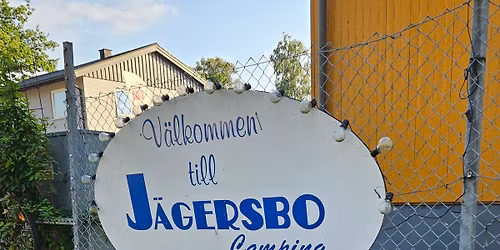 Välkommen
till
JÄGERSBO
Camping